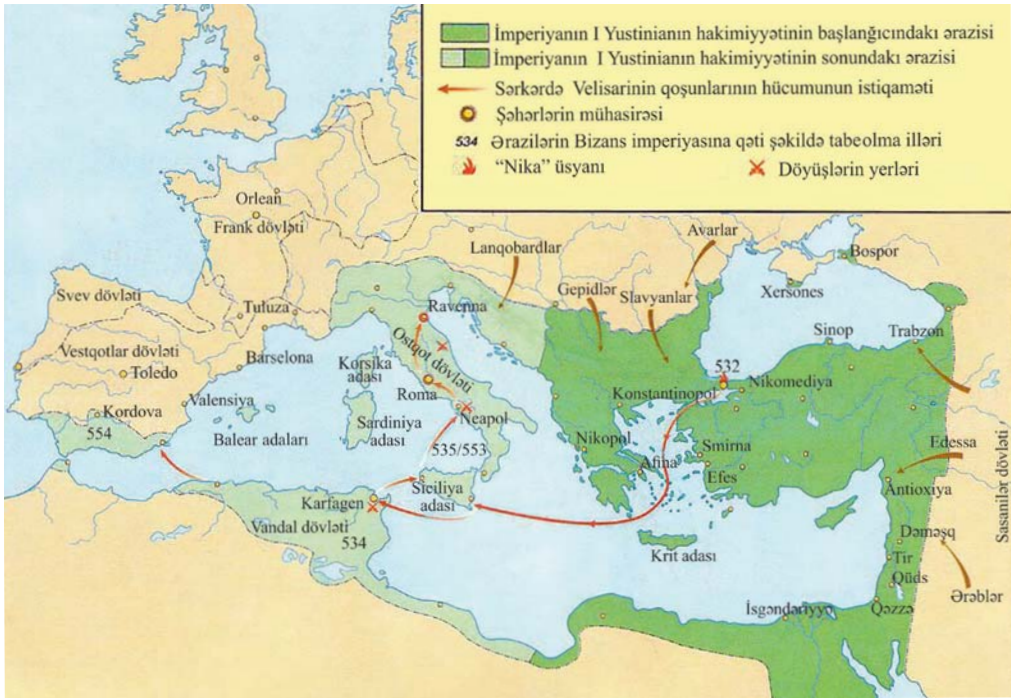 İmperiyanın I Yustinianın hakimiyyətinin başlanğıcındakı ərazisi
İmperiyanın I Yustinianın hakimiyyətinin sonundakı ərazisi
Sərkərdə Velisarinin qoşunlarının hücumunun istiqaməti
Şəhərlərin mühasirəsi
534 Ərazilərin Bizans imperiyasına qəti şəkildə tabeolma illəri
"Nika" üsyanı
Döyüşlərin yerləri
Orlean
Frank dövləti
Lanqobardlar
Avarlar
Bospor
Gepidlər
Slavyanlar
Xersones
Svev dövləti
Tuluza
Ravenna
Sinop
Trabzon
Vestqotlar dövləti
Barselona
Ostqot dövləti
Toledo
Korsika
adası
Roma
532
Konstantinopol
Nikomediya
Valensiya
Kordova
Sardiniya
adası
Neapol
554
Balear adaları
535/553
Nikopol
Afina
Smirna
Efes
Edessa
Antioxiya
Sasanilər dövləti
Karfagen
Siciliya
adası
Vandal dövləti
534
Krit adası
Dəməşq
Tir
Qüds
Ərəblər
İsgəndəriyyə
Qəzzə